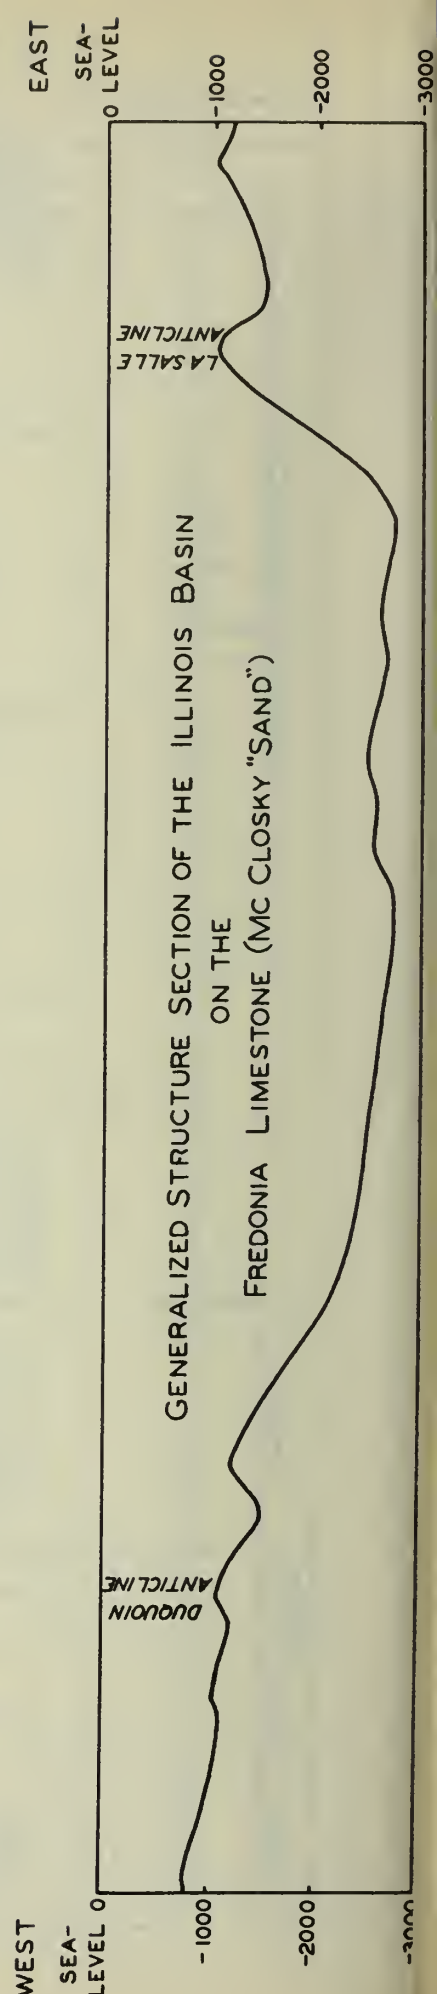 WEST
SEA-
LEVEL
0
-1000
-2000
-3000
DUQUOIN
ANTICLINE
GENERALIZED STRUCTURE SECTION OF THE ILLINOIS BASIN
ON THE
FREDONIA LIMESTONE (MC CLOSKY "SAND")
LA SALLE
ANTICLINE
EAST
SEA-
LEVEL
0
-1000
-2000
-3000